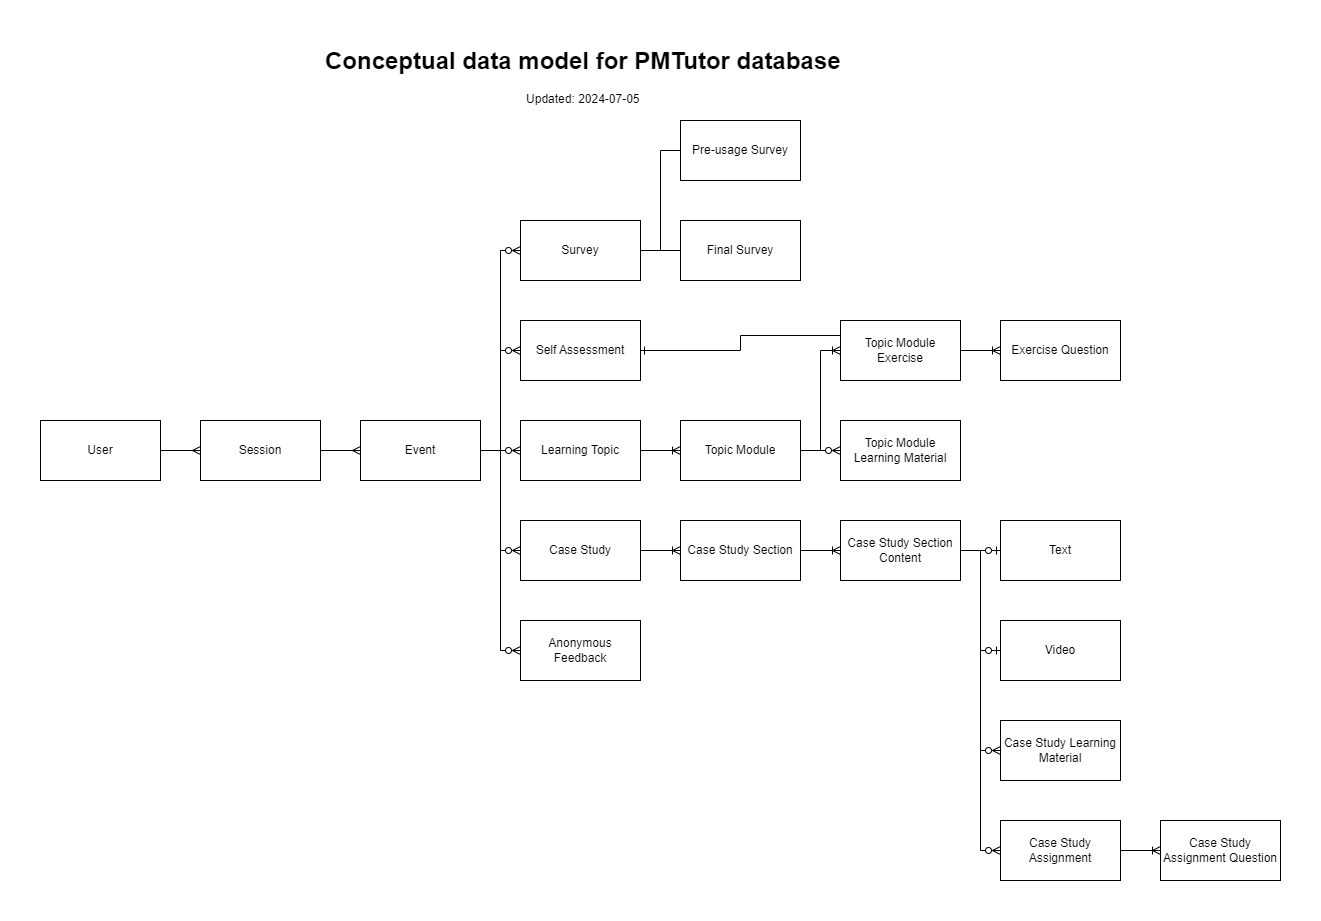 Conceptual data model for PMTutor database
Updated: 2024-07-05
Pre-usage Survey
Survey
Final Survey
Self Assessment
Topic Module
Exercise
Exercise Question
User
Session
Event
Learning Topic
Topic Module
Topic Module
Learning Material
Case Study
Case Study Section
Case Study Section
Content
Text
Anonymous
Feedback
Video
Case Study Learning
Material
Case Study
Assignment
Case Study
Assignment Question